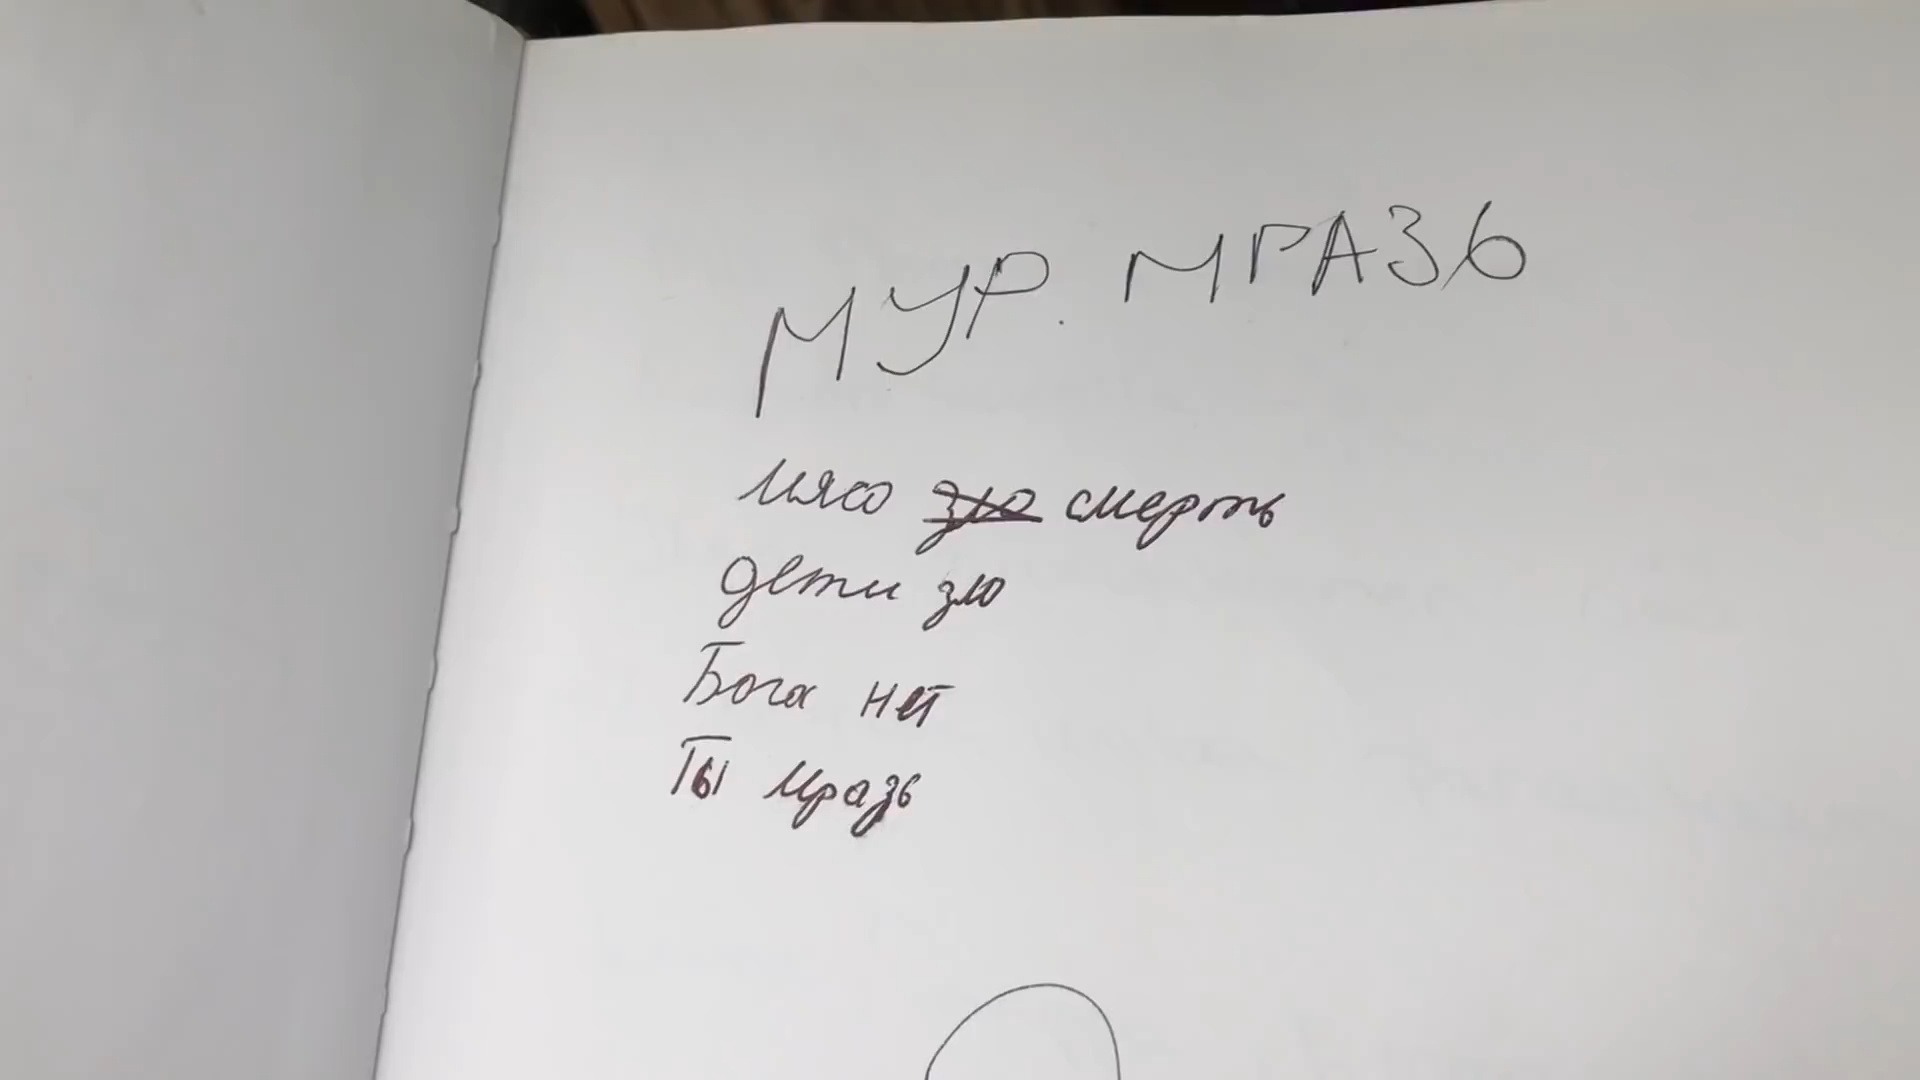 МУР. МРАЗЬ
мясо зло смерть
дети зло
Бога нет
Ты мразь